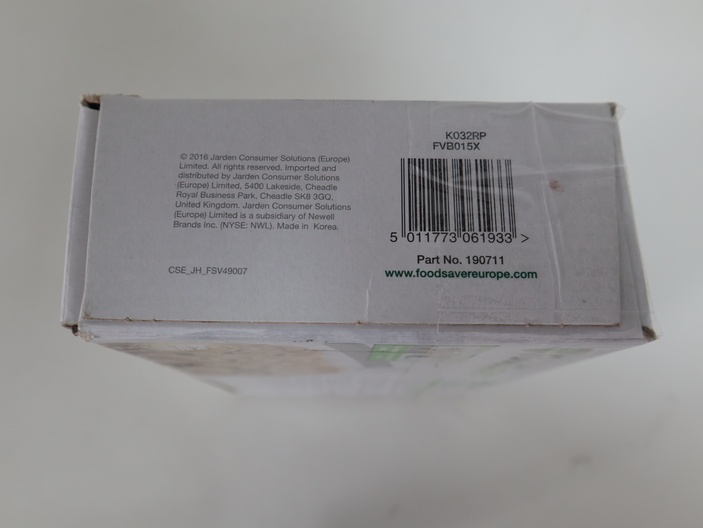 © 2016 Jarden Consumer Solutions (Europe)
Limited. All rights reserved. Imported and
distributed by Jarden Consumer Solutions
(Europe) Limited, 5400 Lakeside, Cheadle
Royal Business Park, Cheadle SK8 3GQ,
United Kingdom. Jarden Consumer Solutions
(Europe) Limited is a subsidiary of Newell
Brands Inc. (NYSE: NWL). Made in Korea.
CSE_JH_FSV49007
K032RP
FVB015X
5 011773 061933 >
Part No. 190711
www.foodsavereurope.com